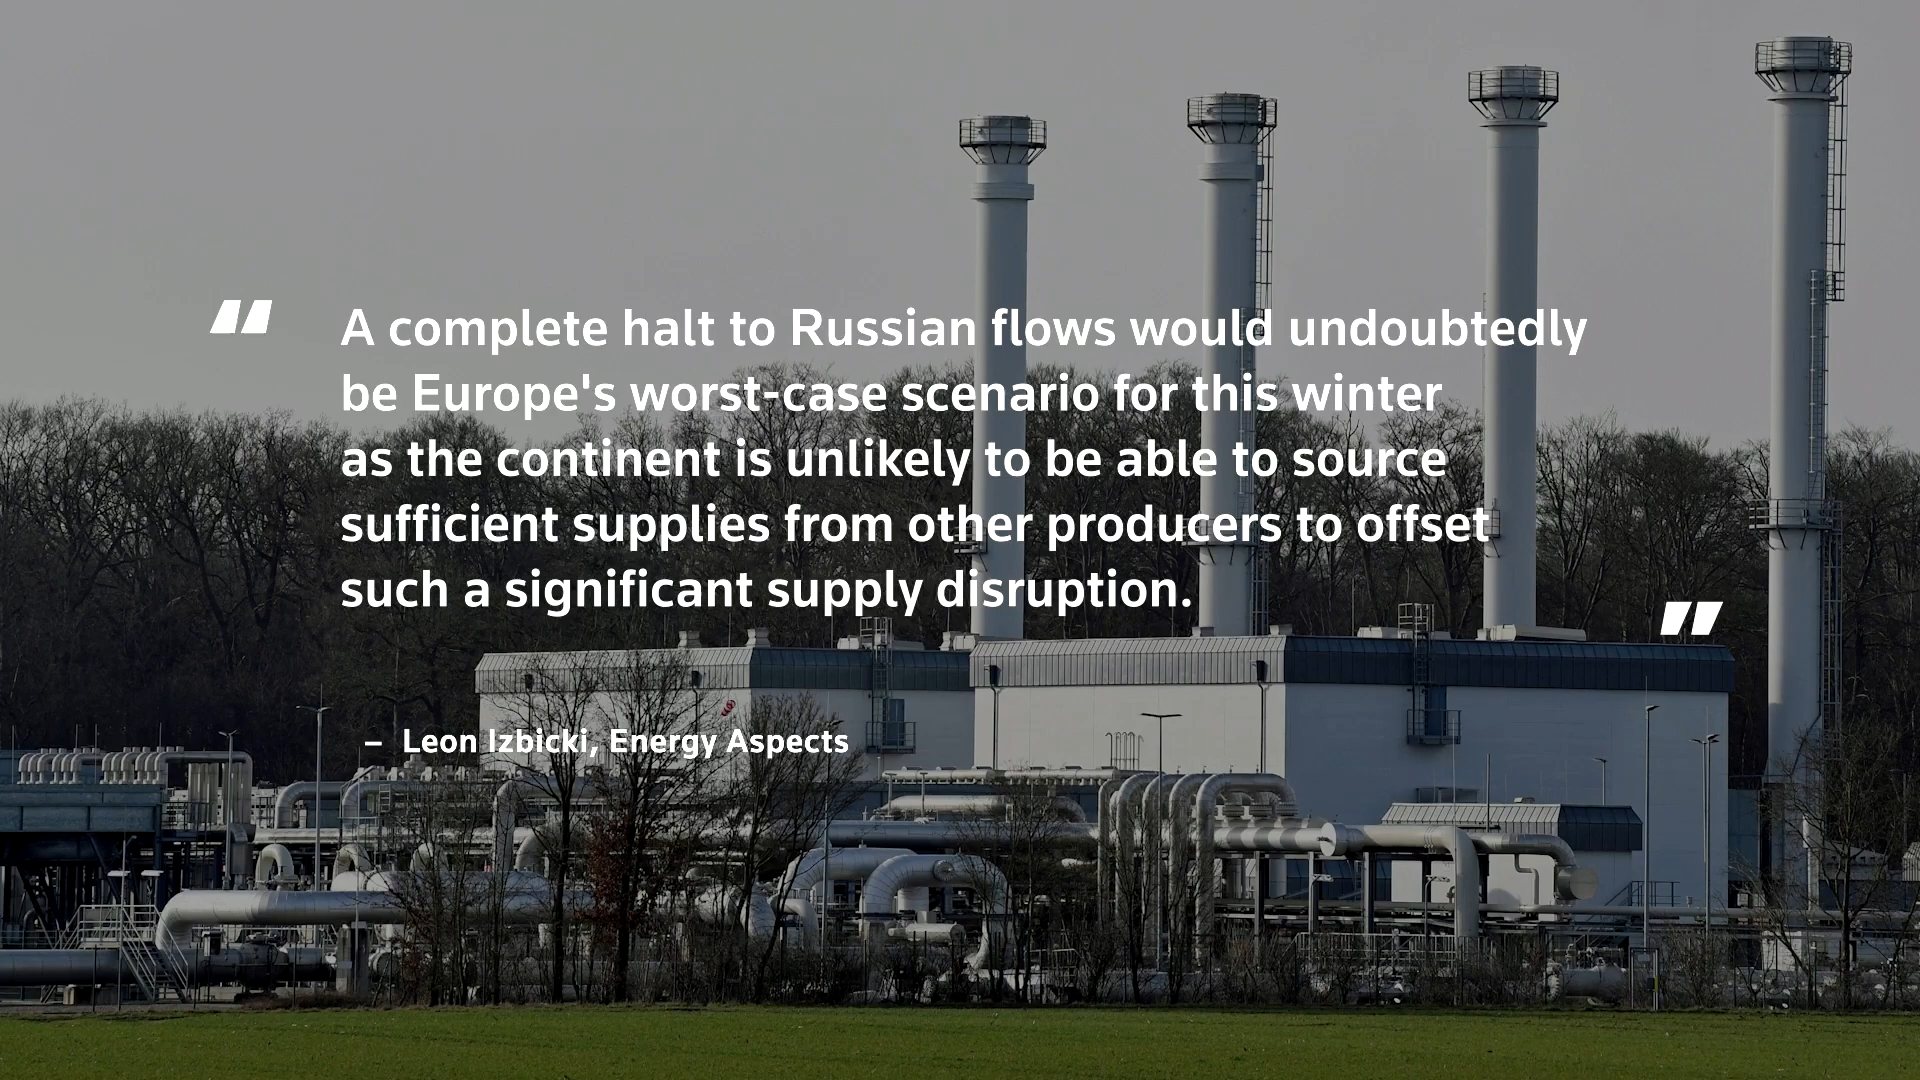 “
A complete halt to Russian flows would undoubtedly
be Europe's worst-case scenario for this winter
as the continent is unlikely to be able to source
sufficient supplies from other producers to offset
such a significant supply disruption.
”
– Leon Izbicki, Energy Aspects